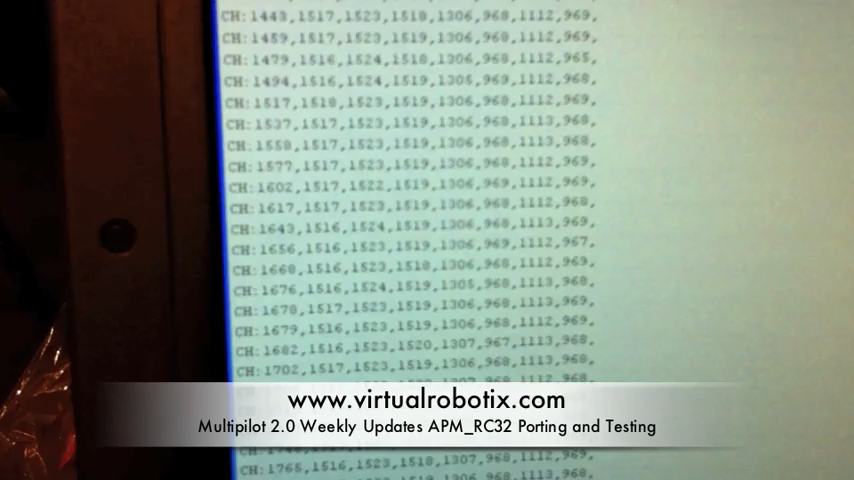 CH:1443,1517,1523,1518,1306,968,1112,969,
CH:1459,1517,1523,1519,1306,969,1112,969,
CH:1479,1516,1524,1518,1306,968,1112,965,
CH:1494,1516,1524,1519,1305,969,1112,968,
CH:1517,1518,1523,1519,1306,968,1112,969,
CH:1537,1517,1523,1519,1306,968,1113,968,
CH:1558,1517,1523,1519,1306,968,1113,968,
CH:1577,1517,1523,1519,1306,968,1112,969,
CH:1602,1517,1522,1519,1306,969,1112,969,
CH:1617,1517,1523,1519,1306,968,1112,968,
CH:1643,1516,1524,1519,1306,968,1113,969,
CH:1656,1516,1523,1519,1306,969,1112,967,
CH:1668,1516,1523,1518,1306,968,1112,969,
CH:1676,1516,1524,1519,1305,968,1113,968,
CH:1678,1517,1523,1519,1306,968,1113,969,
CH:1679,1516,1523,1519,1306,968,1112,969,
CH:1682,1516,1523,1520,1307,967,1113,968,
CH:1702,1517,1523,1519,1306,968,1113,968,
www.virtualrobotix.com
Multipilot 2.0 Weekly Updates APM_RC32 Porting and Testing
CH:1765,1516,1523,1518,1307,968,1112,969,